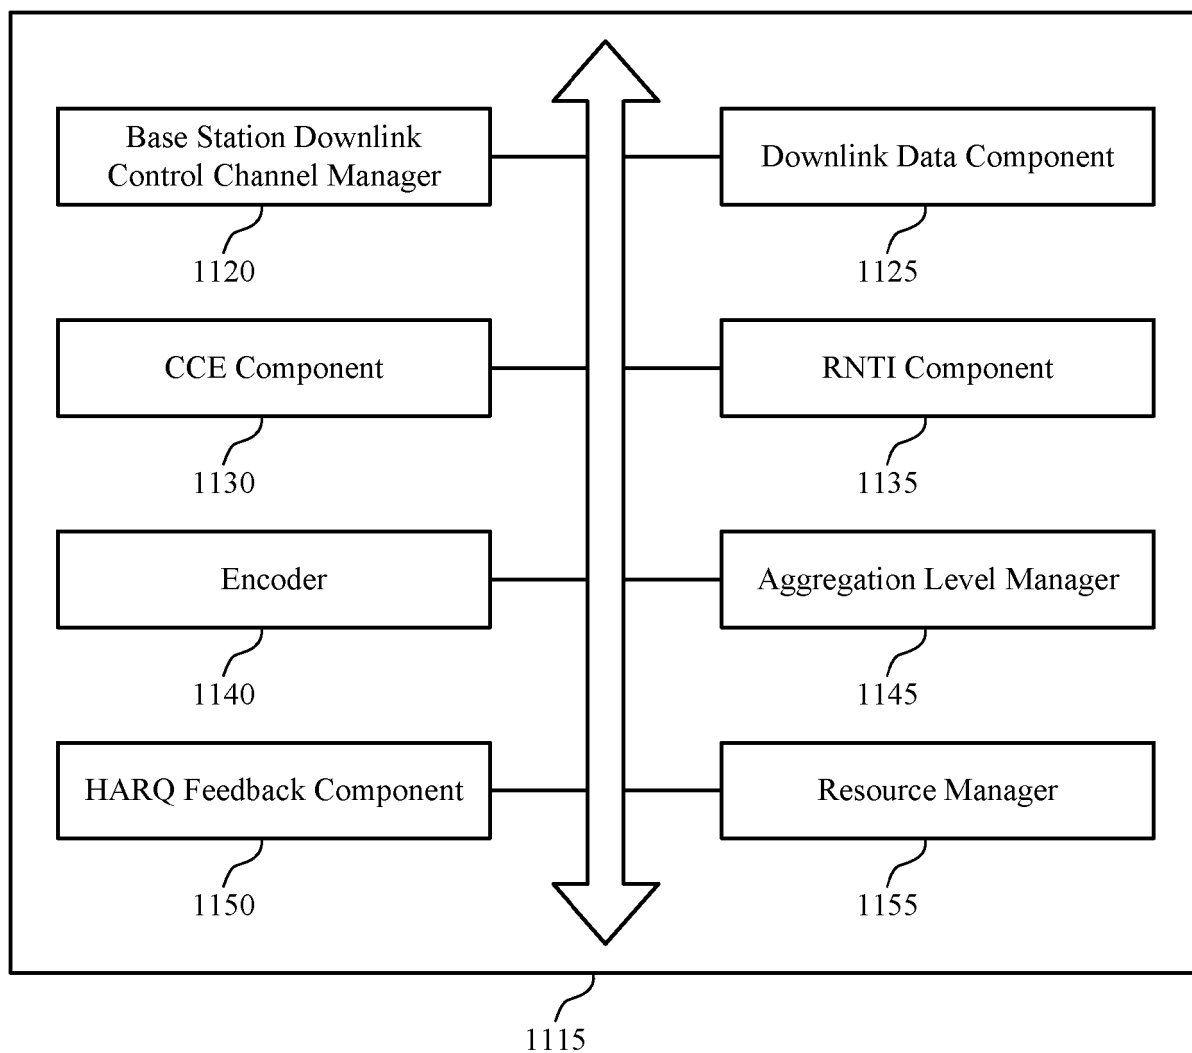 Base Station Downlink
Control Channel Manager
1120
Downlink Data Component
1125
CCE Component
1130
RNTI Component
1135
Encoder
1140
Aggregation Level Manager
1145
HARQ Feedback Component
1150
Resource Manager
1155
1115